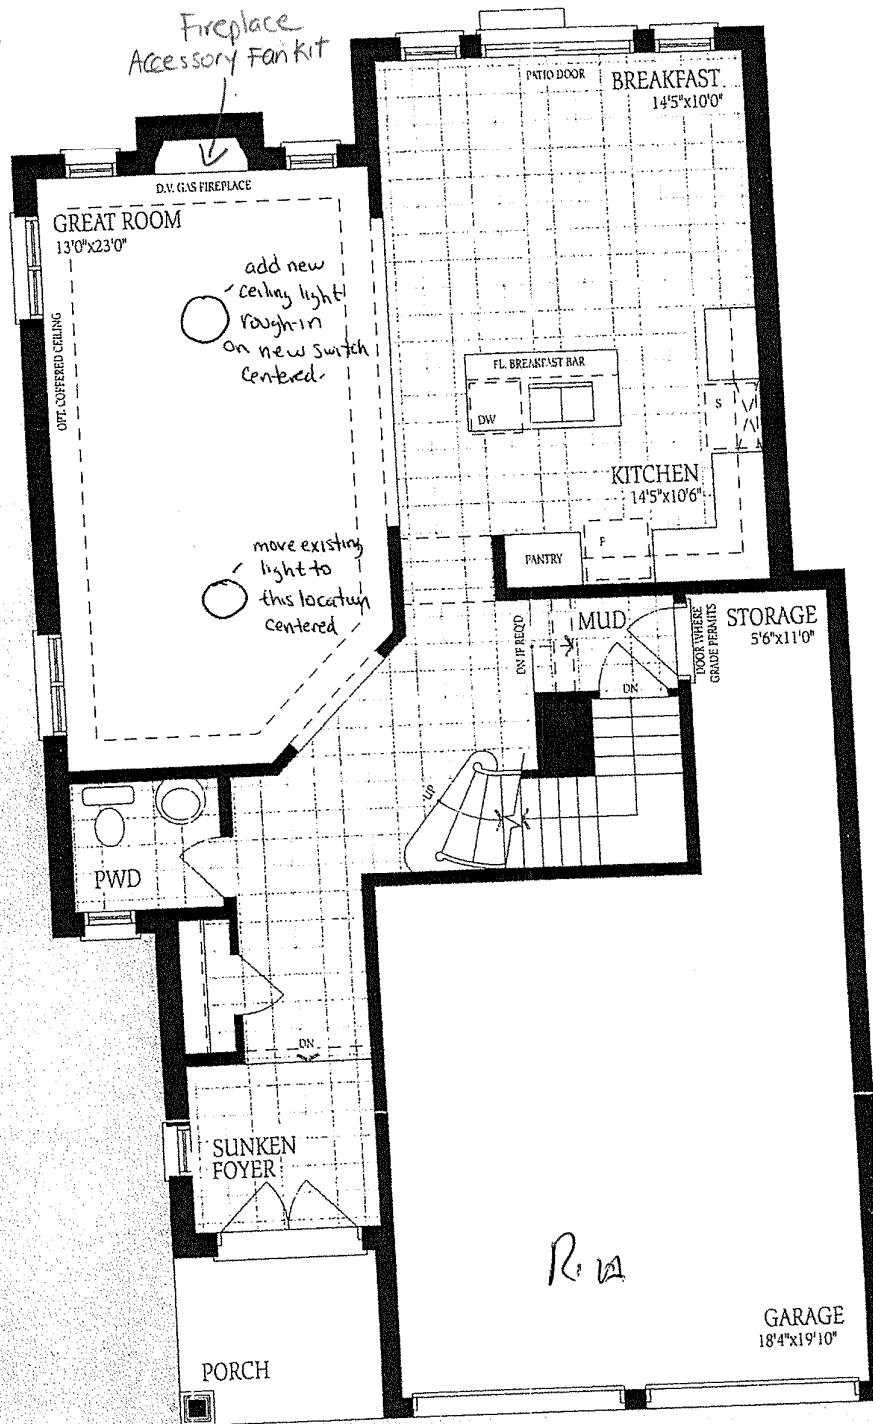 Fireplace
Accessory Fan Kit
PATIO DOOR
BREAKFAST
14'5"x10'0"
D.V. GAS FIREPLACE
GREAT ROOM
13'0"x23'0"
add new
ceiling light
rough-in
on new switch
centered.
OPT. COFFERED CEILING
FL. BREAKFAST BAR
DW
S
KITCHEN
14'5"x10'6"
move existing
light to
this location
centered
PANTRY
F
DN IF REQ'D
MUD
DOOR WHERE
GRADE PERMITS
STORAGE
5'6"x11'0"
DN
UP
PWD
DN
SUNKEN
FOYER
GARAGE
18'4"x19'10"
PORCH